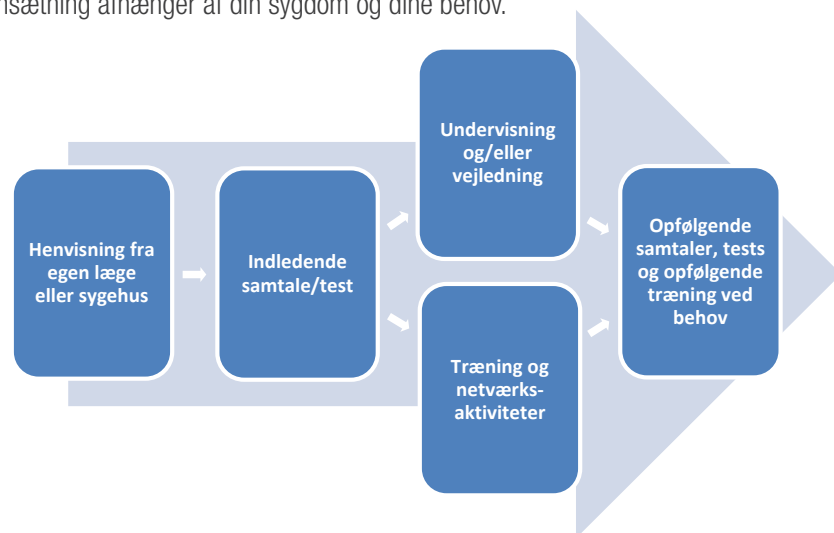 nsætning afhænger af din sygdom og dine behov.
Henvisning fra
egen læge
eller sygehus
Indledende
samtale/test
Undervisning
og/eller
vejledning
Træning og
netværks-
aktiviteter
Opfølgende
samtaler, tests
og opfølgende
træning ved
behov